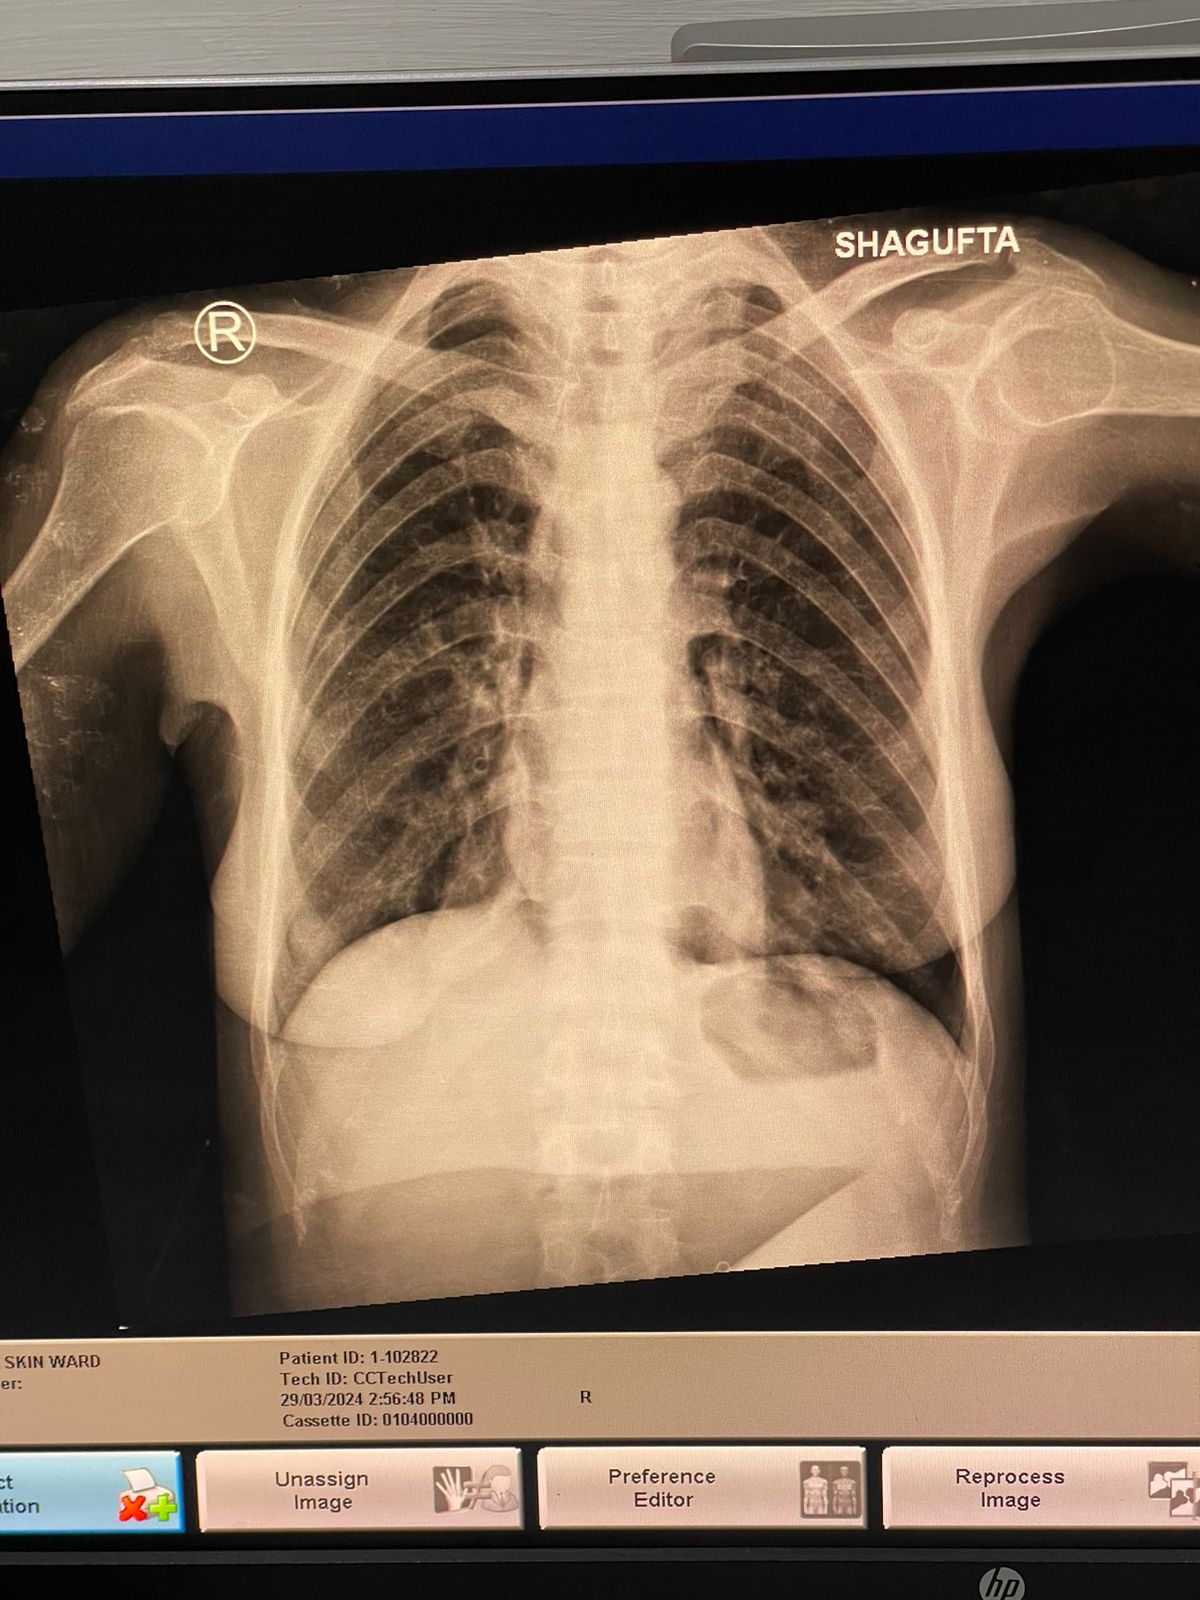 SHAGUFTA
R
SKIN WARD
er:
Patient ID: 1-102822
Tech ID: CCTechUser
29/03/2024 2:56:48 PM
Cassette ID: 0104000000
R
ct
ation
Unassign
Image
Preference
Editor
Reprocess
Image
hp